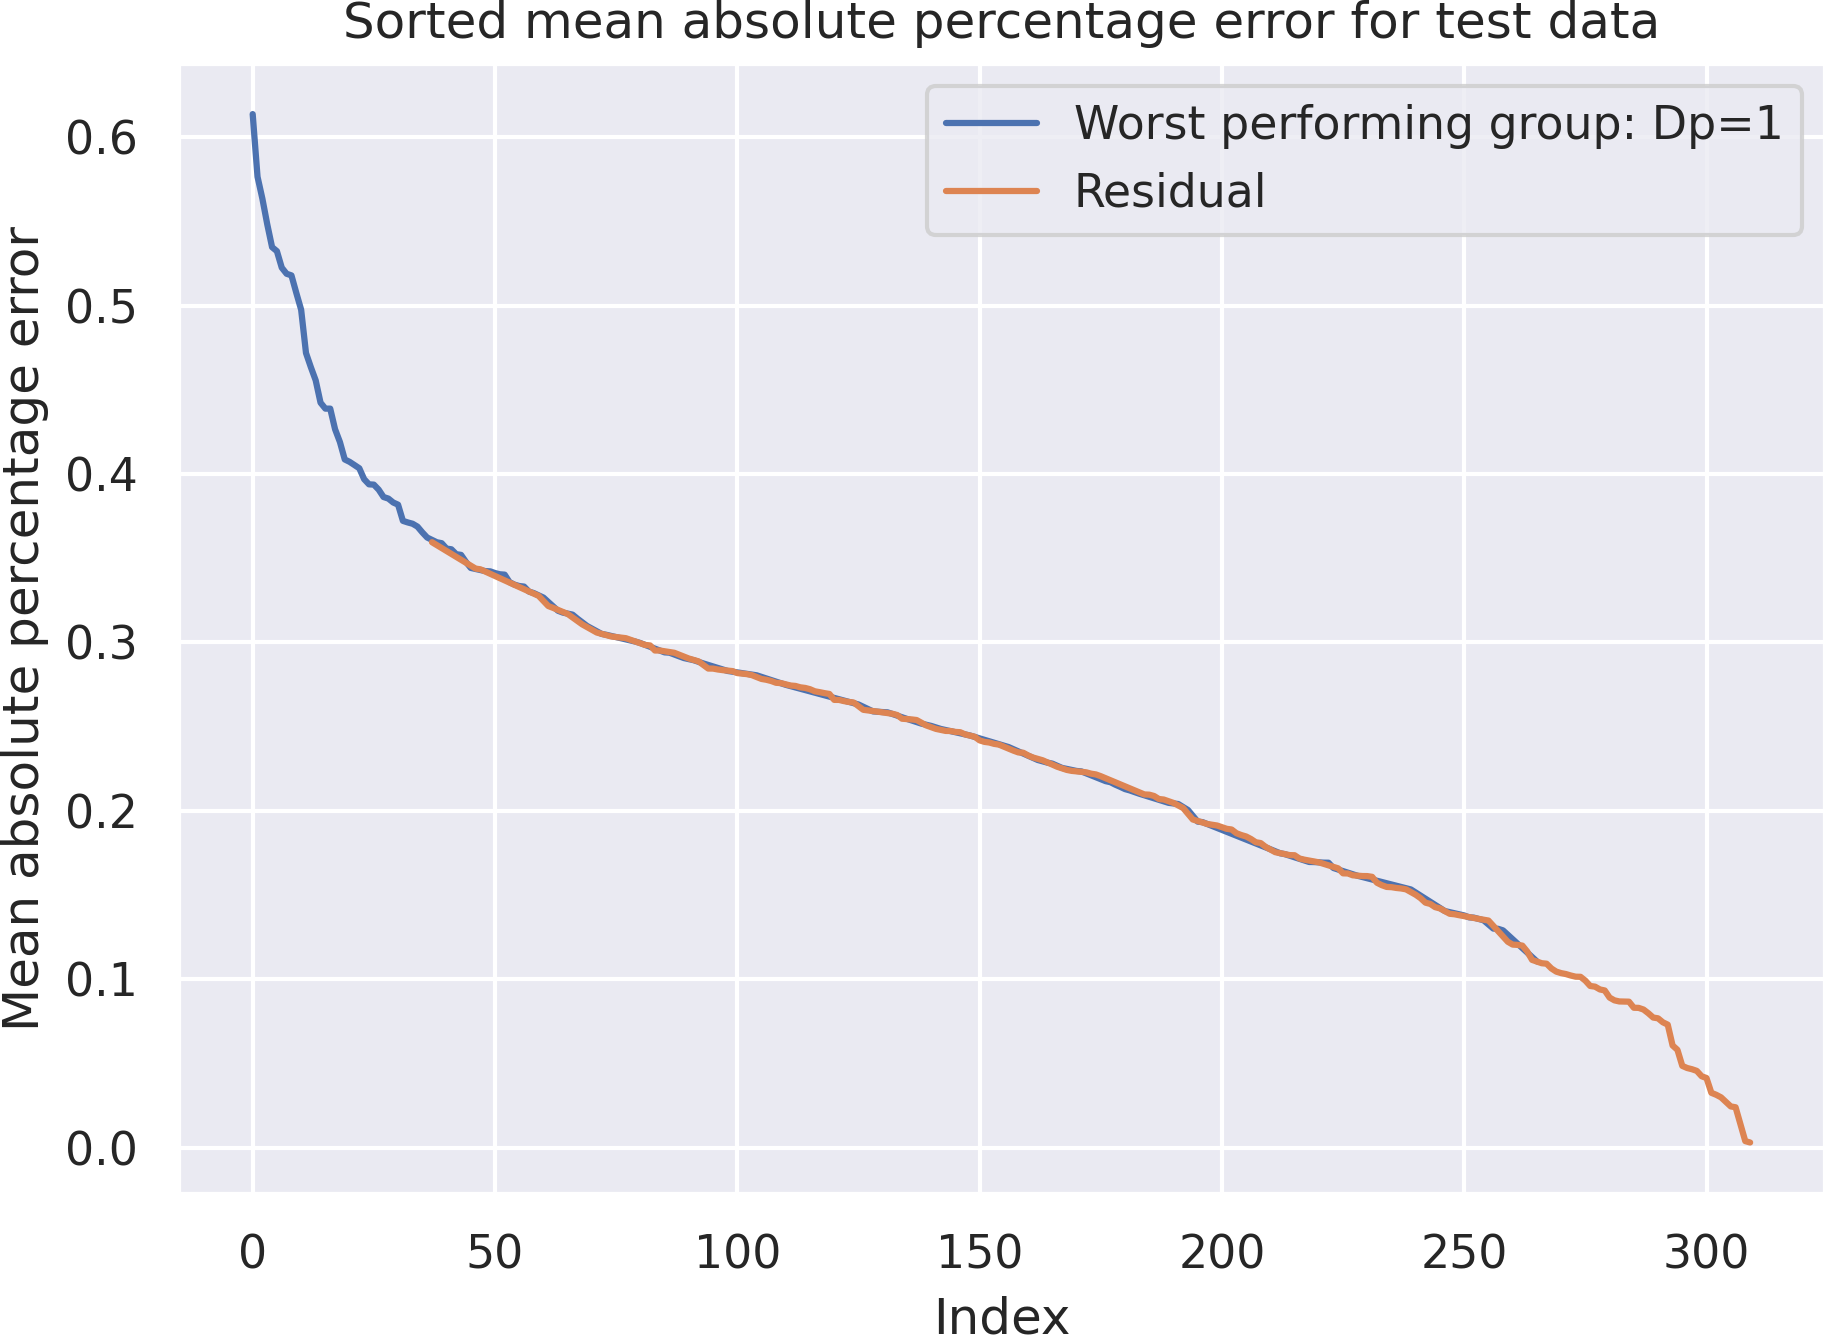 Sorted mean absolute percentage error for test data
Worst performing group: Dp=1
Residual
Mean absolute percentage error
0.6
0.5
0.4
0.3
0.2
0.1
0.0
0 50 100 150 200 250 300
Index